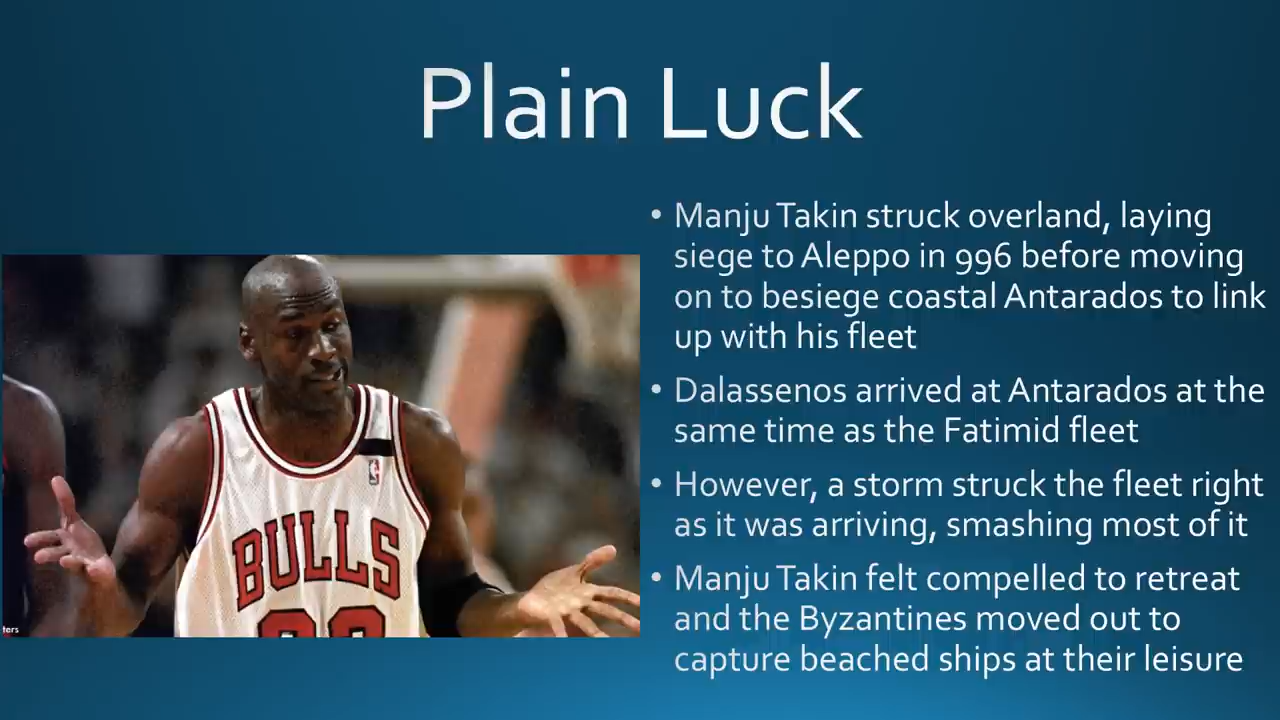 Plain Luck
• Manju Takin struck overland, laying
siege to Aleppo in 996 before moving
on to besiege coastal Antarados to link
up with his fleet
• Dalassenos arrived at Antarados at the
same time as the Fatimid fleet
• However, a storm struck the fleet right
as it was arriving, smashing most of it
• Manju Takin felt compelled to retreat
and the Byzantines moved out to
capture beached ships at their leisure
BULLS
ters